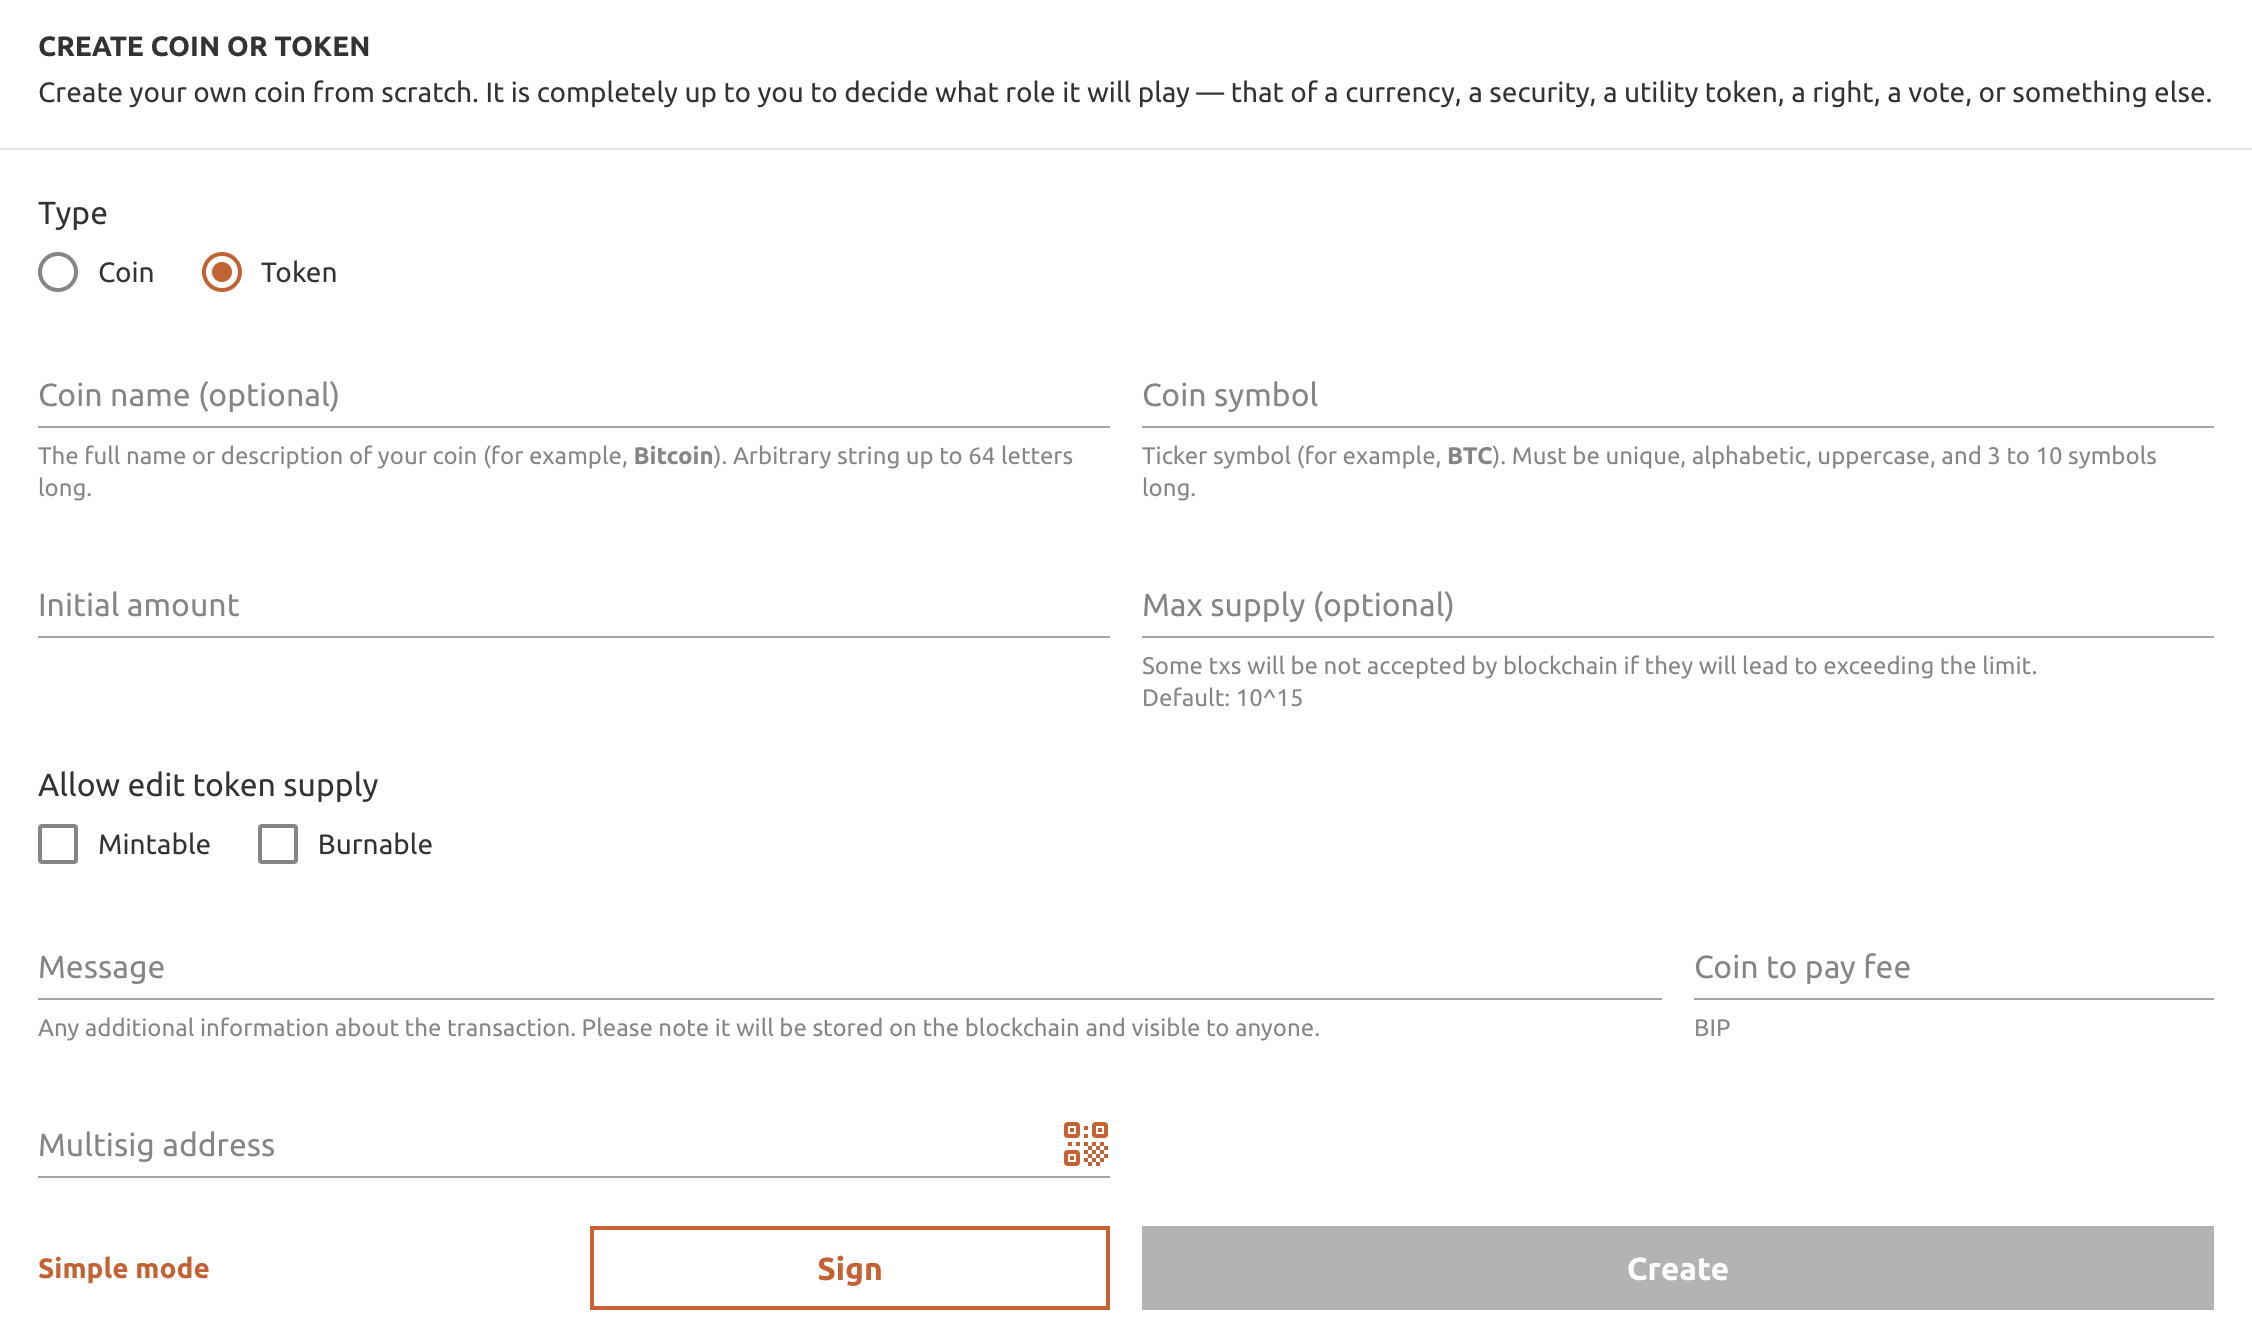 CREATE COIN OR TOKEN
Create your own coin from scratch. It is completely up to you to decide what role it will play — that of a currency, a security, a utility token, a right, a vote, or something else.
Type
Coin Token
Coin name (optional) Coin symbol
The full name or description of your coin (for example, Bitcoin). Arbitrary string up to 64 letters
long.
Ticker symbol (for example, BTC). Must be unique, alphabetic, uppercase, and 3 to 10 symbols
long.
Initial amount Max supply (optional)
Some txs will be not accepted by blockchain if they will lead to exceeding the limit.
Default: 10^15
Allow edit token supply
Mintable Burnable
Message Coin to pay fee
Any additional information about the transaction. Please note it will be stored on the blockchain and visible to anyone. BIP
Multisig address
Simple mode Sign Create